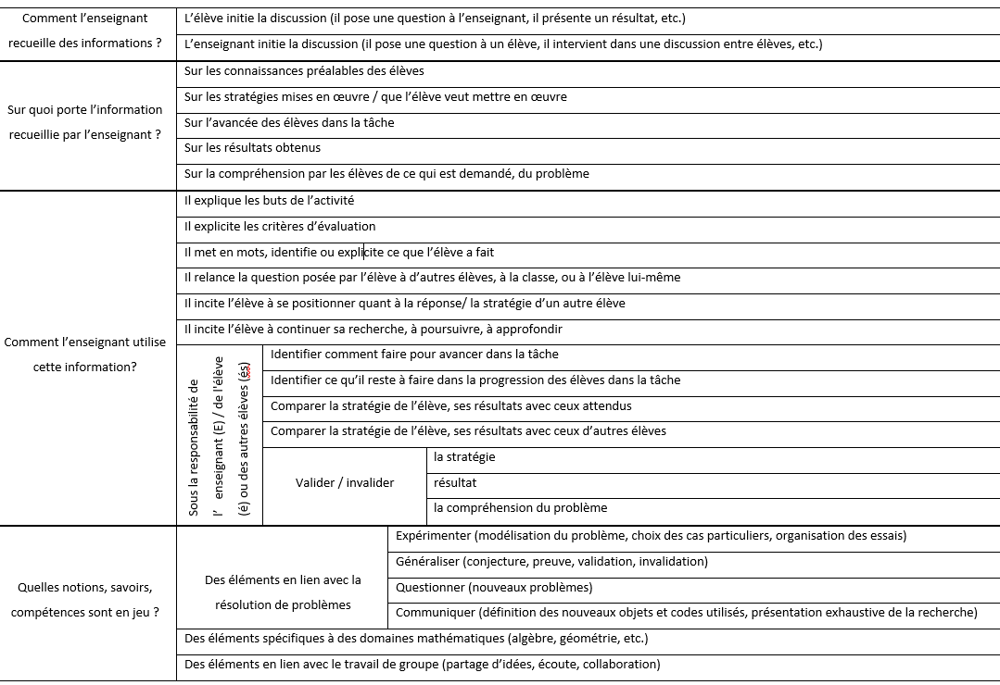 Comment l’enseignant
recueille des informations ?
L’élève initie la discussion (il pose une question à l’enseignant, il présente un résultat, etc.)
L’enseignant initie la discussion (il pose une question à un élève, il intervient dans une discussion entre élèves, etc.)
Sur quoi porte l’information
recueillie par l’enseignant ?
Sur les connaissances préalables des élèves
Sur les stratégies mises en œuvre / que l’élève veut mettre en œuvre
Sur l’avancée des élèves dans la tâche
Sur les résultats obtenus
Sur la compréhension par les élèves de ce qui est demandé, du problème
Comment l’enseignant utilise
cette information?
Il explique les buts de l’activité
Il explicite les critères d’évaluation
Il met en mots, identifie ou explicite ce que l’élève a fait
Il relance la question posée par l’élève à d’autres élèves, à la classe, ou à l’élève lui-même
Il incite l’élève à se positionner quant à la réponse/ la stratégie d’un autre élève
Il incite l’élève à continuer sa recherche, à poursuivre, à approfondir
Sous la responsabilité de
l’ enseignant (E) / de l'élève
(é) ou des autres élèves (és)
Identifier comment faire pour avancer dans la tâche
Identifier ce qu’il reste à faire dans la progression des élèves dans la tâche
Comparer la stratégie de l’élève, ses résultats avec ceux attendus
Comparer la stratégie de l’élève, ses résultats avec ceux d’autres élèves
Valider / invalider
la stratégie
résultat
la compréhension du problème
Quelles notions, savoirs,
compétences sont en jeu ?
Des éléments en lien avec la
résolution de problèmes
Expérimenter (modélisation du problème, choix des cas particuliers, organisation des essais)
Généraliser (conjecture, preuve, validation, invalidation)
Questionner (nouveaux problèmes)
Communiquer (définition des nouveaux objets et codes utilisés, présentation exhaustive de la recherche)
Des éléments spécifiques à des domaines mathématiques (algèbre, géométrie, etc.)
Des éléments en lien avec le travail de groupe (partage d’idées, écoute, collaboration)